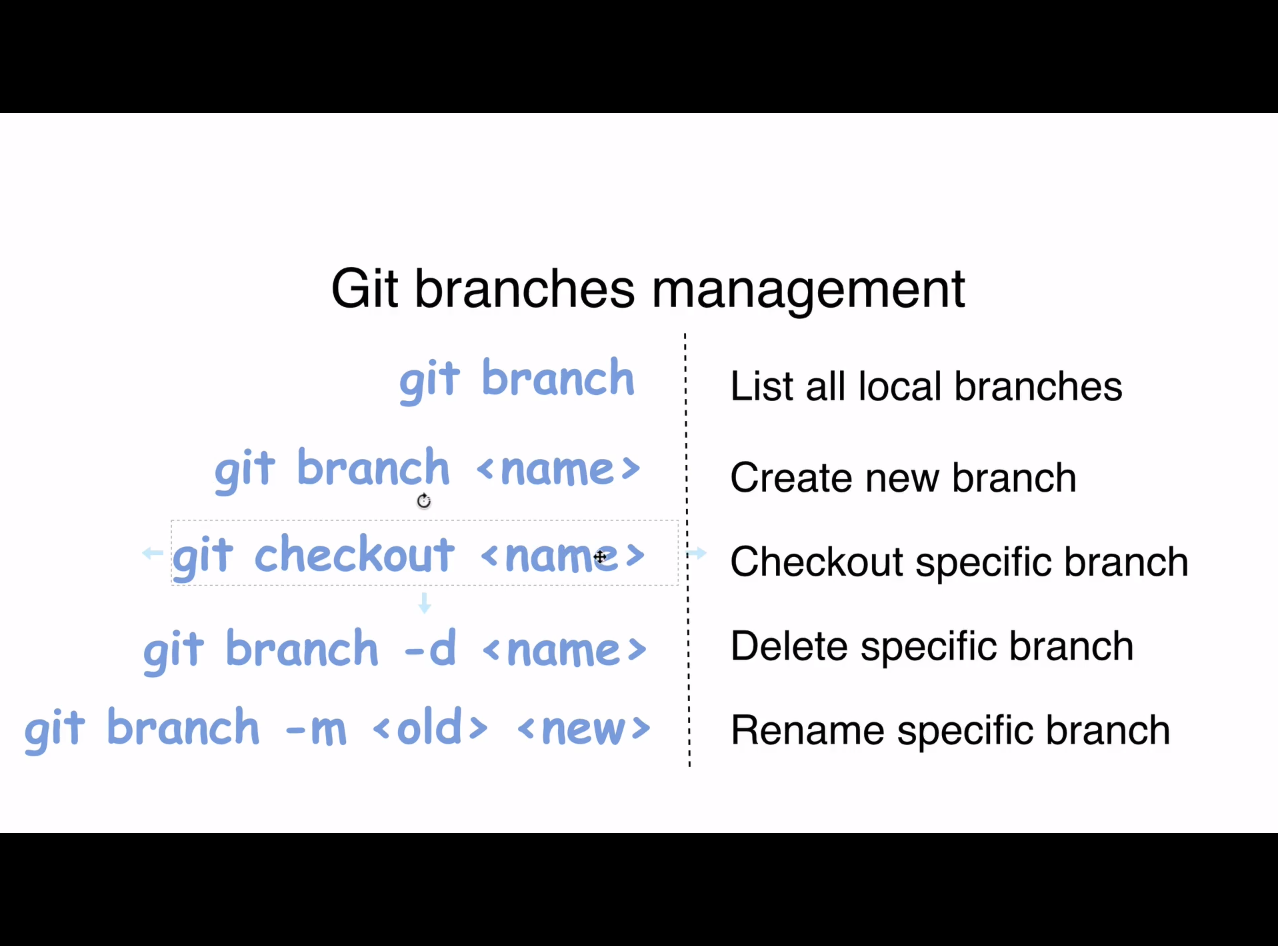 Git branches management
git branch
List all local branches
git branch <name>
Create new branch
git checkout <name>
Checkout specific branch
git branch -d <name>
Delete specific branch
git branch -m <old> <new>
Rename specific branch